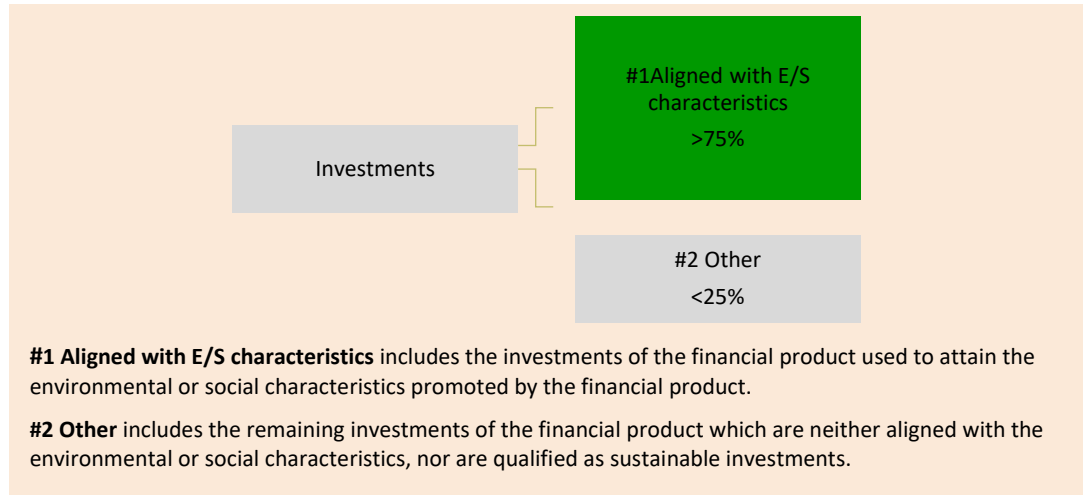 #1Aligned with E/S
characteristics
>75%
Investments
#2 Other
<25%
#1 Aligned with E/S characteristics includes the investments of the financial product used to attain the
environmental or social characteristics promoted by the financial product.
#2 Other includes the remaining investments of the financial product which are neither aligned with the
environmental or social characteristics, nor are qualified as sustainable investments.